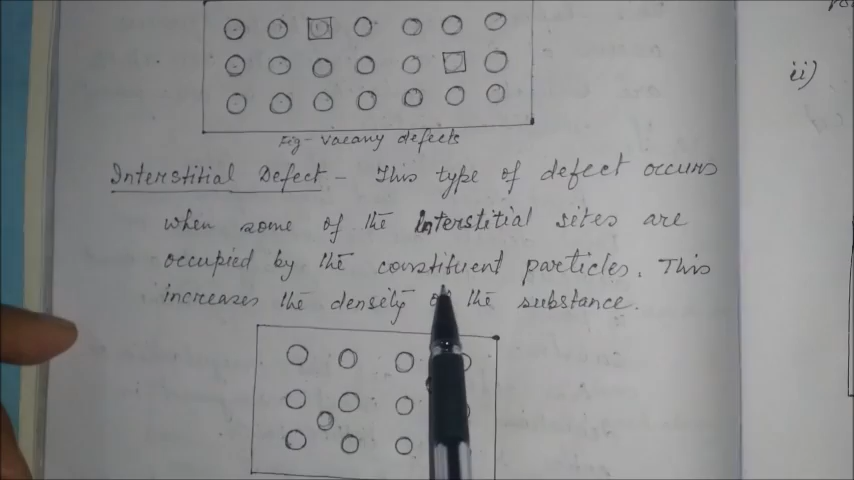 Fig- Vacany defects
Interstitial Defect - This type of defect occurs
when some of the Interstitial sites are
occupied by the constituent particles. This
increases the density of the substance.
ii)